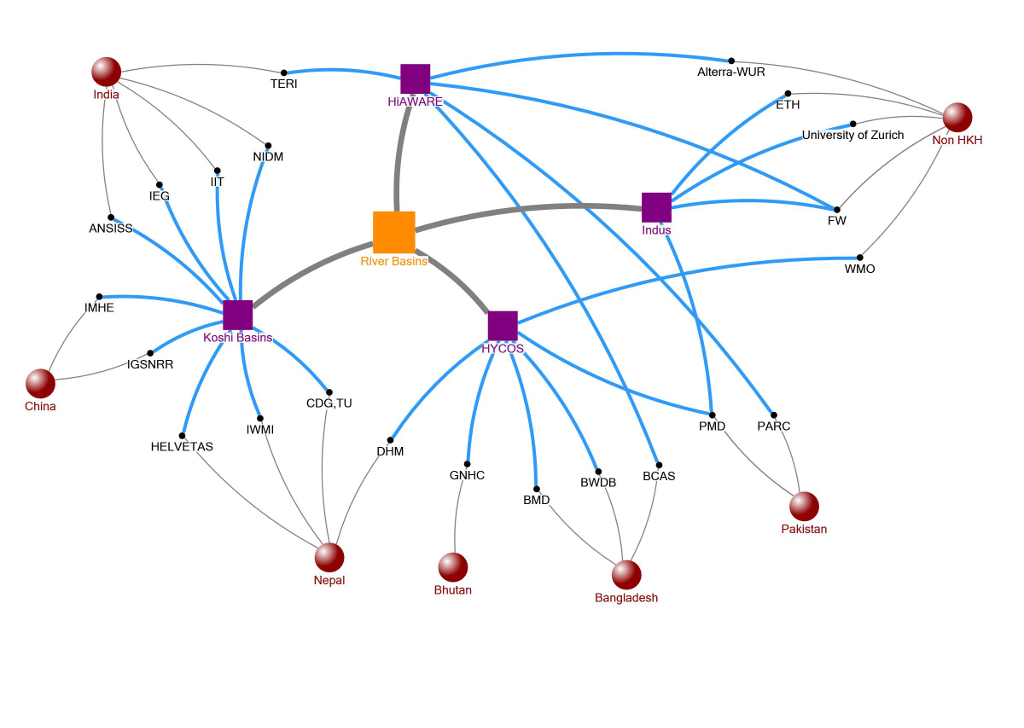 Alterra-WUR
TERI
India
HiAWARE
ETH
University of Zurich
Non HKH
NIDM
IIT
IEG
FW
ANSISS
Indus
River Basins
WMO
IMHE
Koshi Basins
HYCOS
IGSNRR
China
CDG,TU
IWMI
PMD
PARC
HELVETAS
DHM
GNHC
BCAS
BWDB
BMD
Pakistan
Nepal
Bhutan
Bangladesh